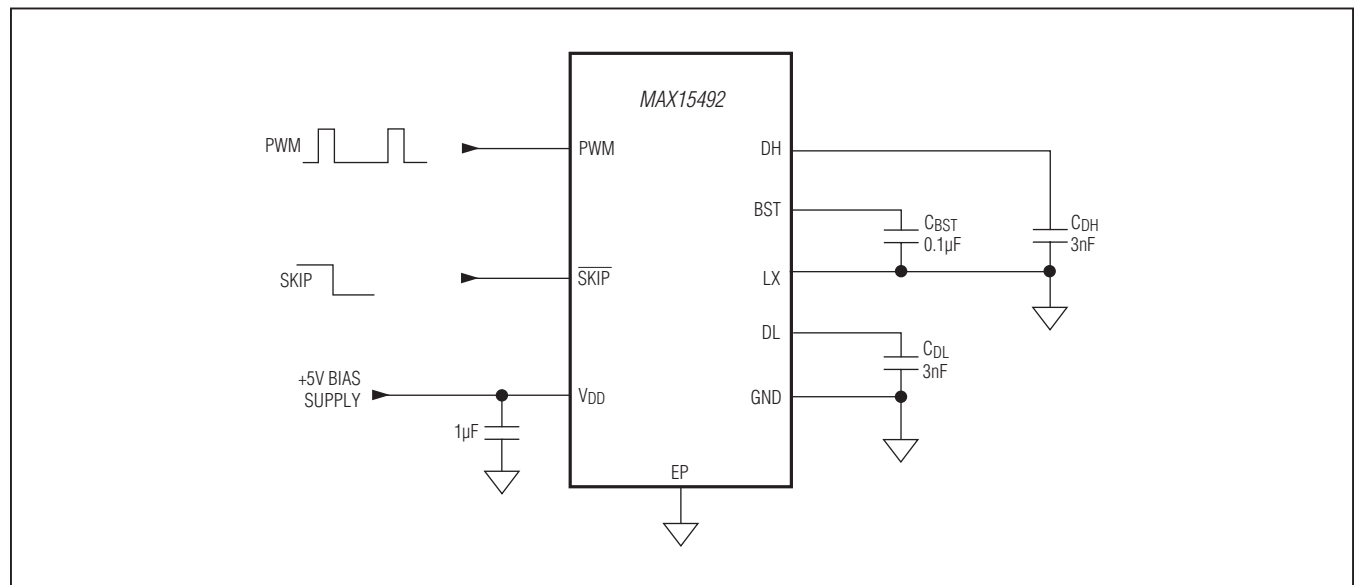 MAX15492
PWM
PWM
DH
BST
CBST
0.1µF
CDH
3nF
SKIP
SKIP
LX
DL
CDL
3nF
+5V BIAS
SUPPLY
VDD
GND
1µF
EP